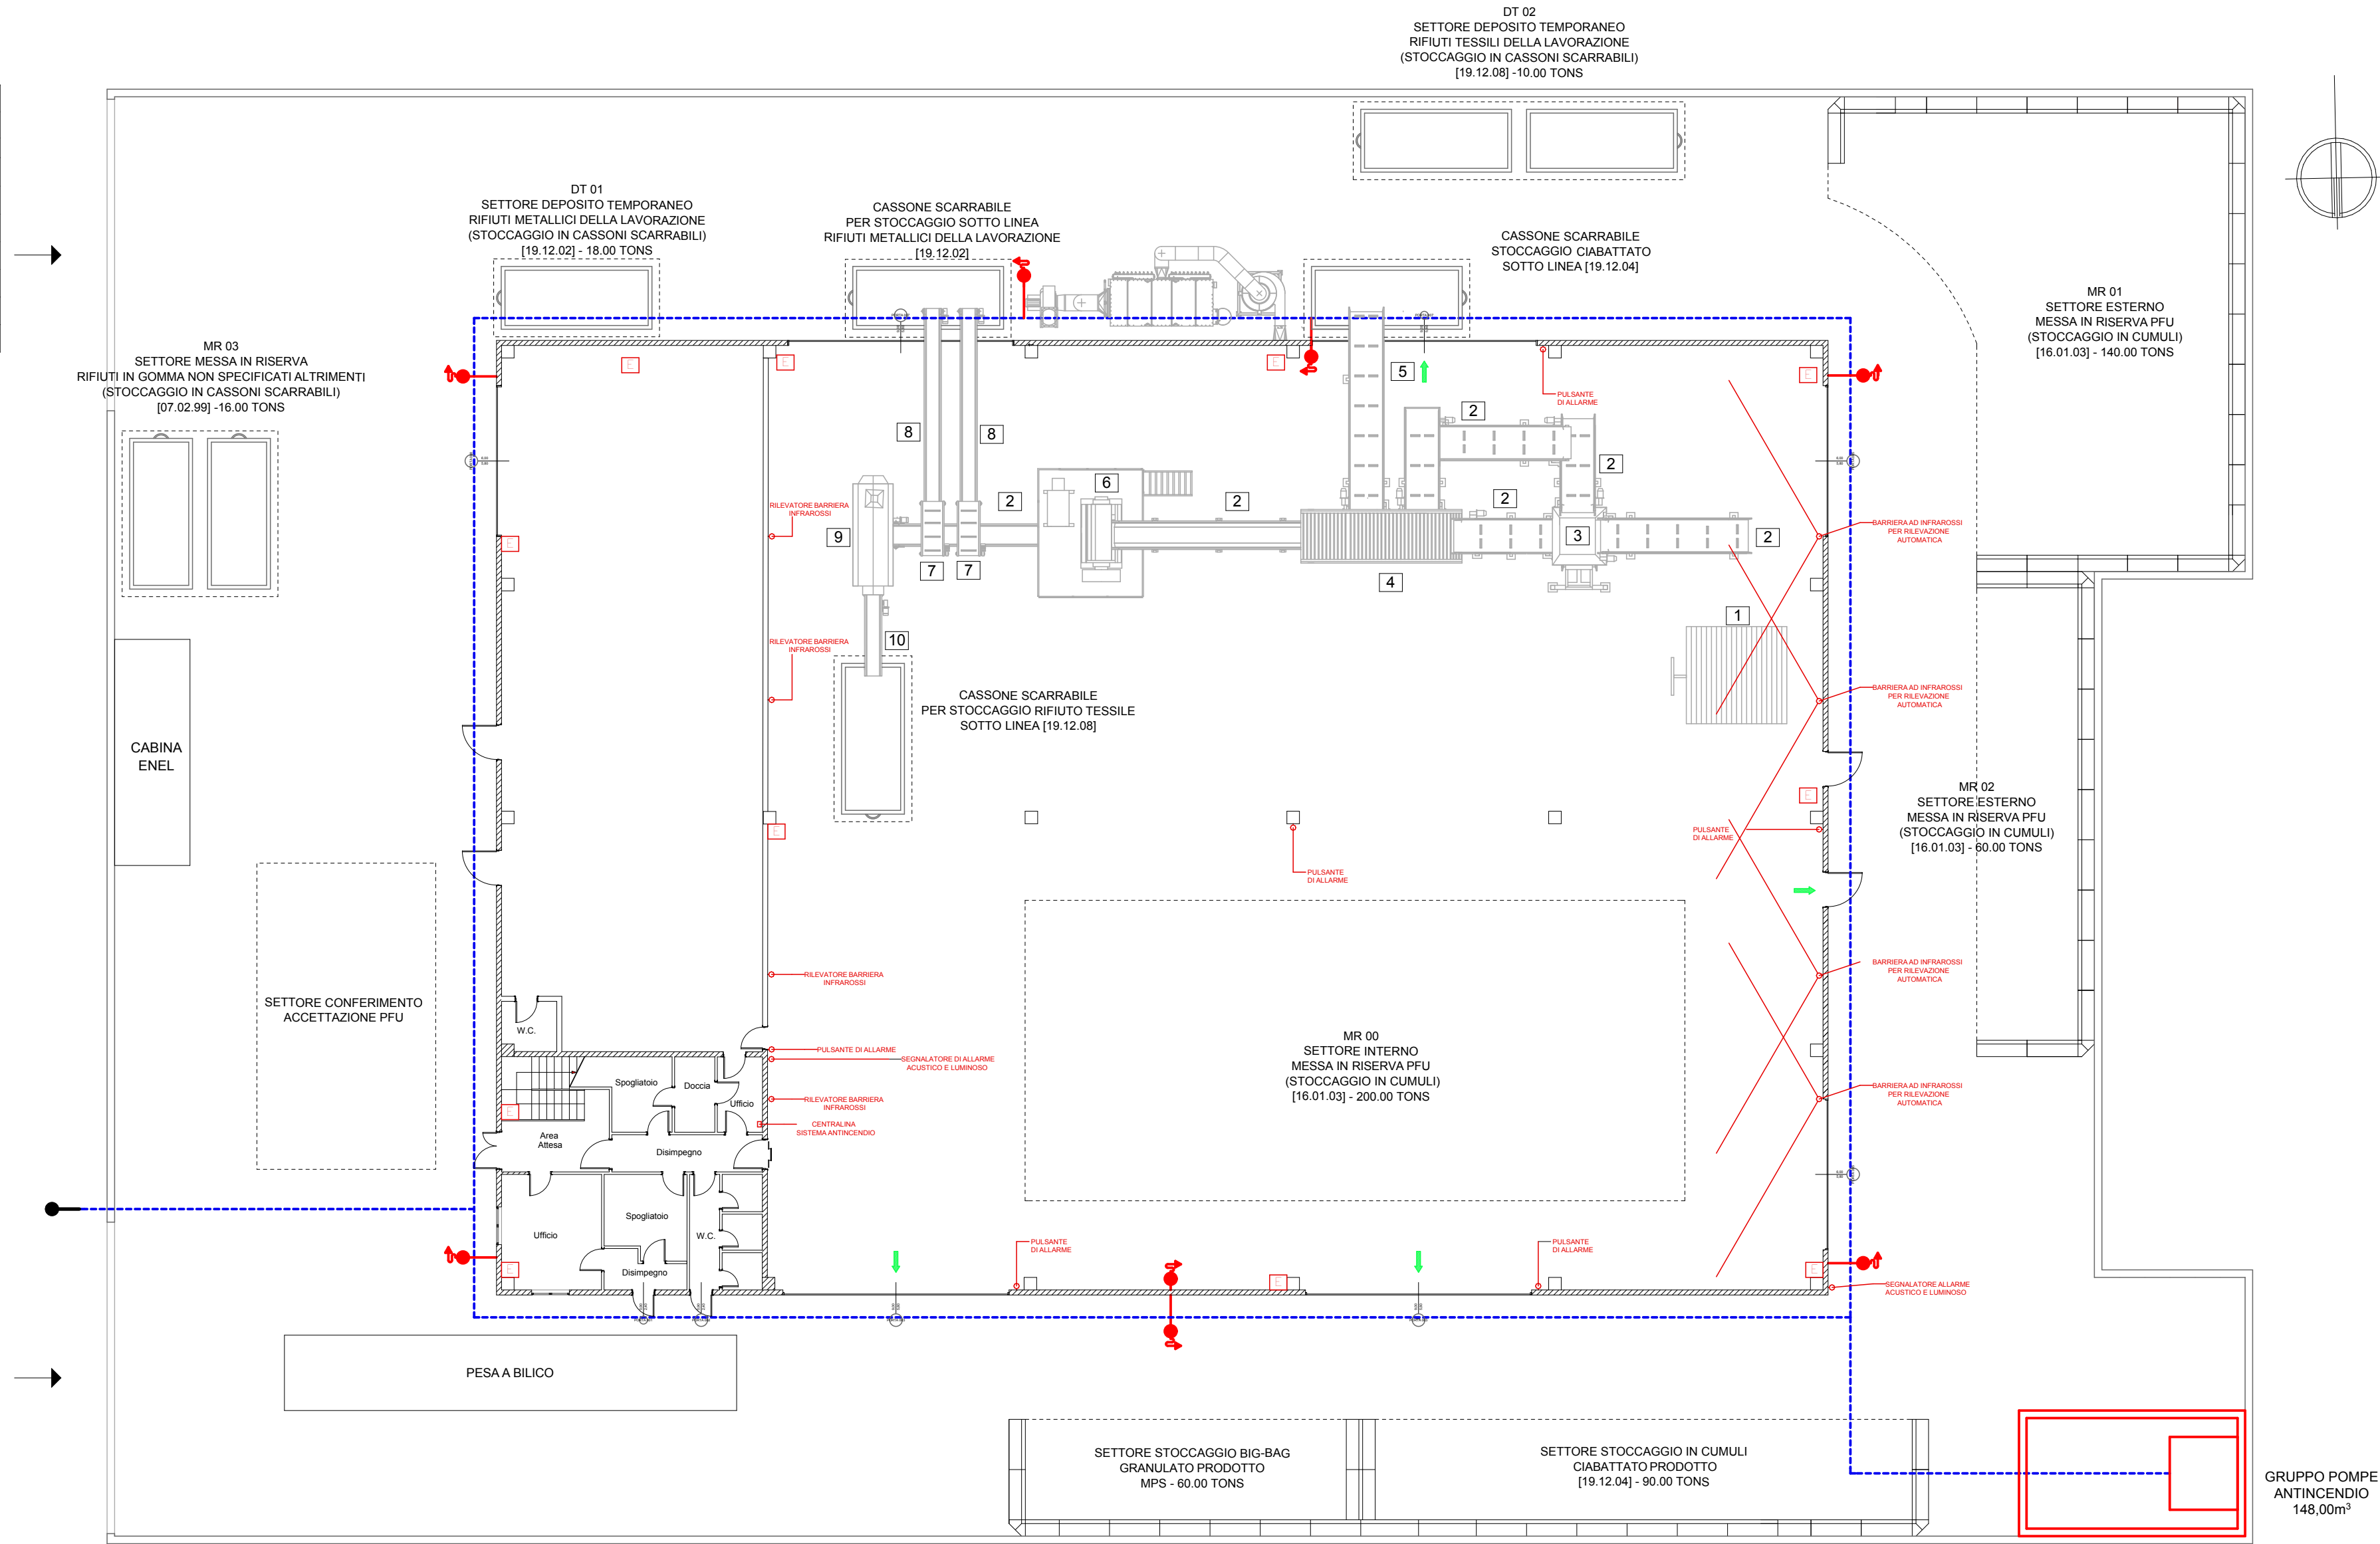 DT 02
SETTORE DEPOSITO TEMPORANEO
RIFIUTI TESSILI DELLA LAVORAZIONE
(STOCCAGGIO IN CASSONI SCARRABILI)
[19.12.08] -10.00 TONS
DT 01
SETTORE DEPOSITO TEMPORANEO
RIFIUTI METALLICI DELLA LAVORAZIONE
(STOCCAGGIO IN CASSONI SCARRABILI)
[19.12.02] - 18.00 TONS
CASSONE SCARRABILE
PER STOCCAGGIO SOTTO LINEA
RIFIUTI METALLICI DELLA LAVORAZIONE
[19.12.02]
CASSONE SCARRABILE
STOCCAGGIO CIABATTATO
SOTTO LINEA [19.12.04]
MR 01
SETTORE ESTERNO
MESSA IN RISERVA PFU
(STOCCAGGIO IN CUMULI)
[16.01.03] - 140.00 TONS
MR 03
SETTORE MESSA IN RISERVA
RIFIUTI IN GOMMA NON SPECIFICATI ALTRIMENTI
(STOCCAGGIO IN CASSONI SCARRABILI)
[07.02.99] -16.00 TONS
E
E
E
E
5
PULSANTE
DI ALLARME
2
8
8
2
6
2
2
2
RILEVATORE BARRIERA
INFRAROSSI
9
3
2
BARRIERA AD INFRAROSSI
PER RILEVAZIONE
AUTOMATICA
E
7
7
4
1
10
RILEVATORE BARRIERA
INFRAROSSI
CASSONE SCARRABILE
PER STOCCAGGIO RIFIUTO TESSILE
SOTTO LINEA [19.12.08]
BARRIERA AD INFRAROSSI
PER RILEVAZIONE
AUTOMATICA
CABINA
ENEL
MR 02
SETTORE ESTERNO
MESSA IN RISERVA PFU
(STOCCAGGIO IN CUMULI)
[16.01.03] - 60.00 TONS
E
E
PULSANTE
DI ALLARME
PULSANTE
DI ALLARME
SETTORE CONFERIMENTO
ACCETTAZIONE PFU
RILEVATORE BARRIERA
INFRAROSSI
BARRIERA AD INFRAROSSI
PER RILEVAZIONE
AUTOMATICA
W.C.
PULSANTE DI ALLARME
SEGNALATORE DI ALLARME
ACUSTICO E LUMINOSO
MR 00
SETTORE INTERNO
MESSA IN RISERVA PFU
(STOCCAGGIO IN CUMULI)
[16.01.03] - 200.00 TONS
Spogliatoio
Doccia
Ufficio
E
RILEVATORE BARRIERA
INFRAROSSI
BARRIERA AD INFRAROSSI
PER RILEVAZIONE
AUTOMATICA
CENTRALINA
SISTEMA ANTINCENDIO
Area
Attesa
Disimpegno
Ufficio
Spogliatoio
W.C.
Disimpegno
E
PULSANTE
DI ALLARME
E
PULSANTE
DI ALLARME
E
SEGNALATORE ALLARME
ACUSTICO E LUMINOSO
PESA A BILICO
SETTORE STOCCAGGIO BIG-BAG
GRANULATO PRODOTTO
MPS - 60.00 TONS
SETTORE STOCCAGGIO IN CUMULI
CIABATTATO PRODOTTO
[19.12.04] - 90.00 TONS
GRUPPO POMPE
ANTINCENDIO
148,00m³